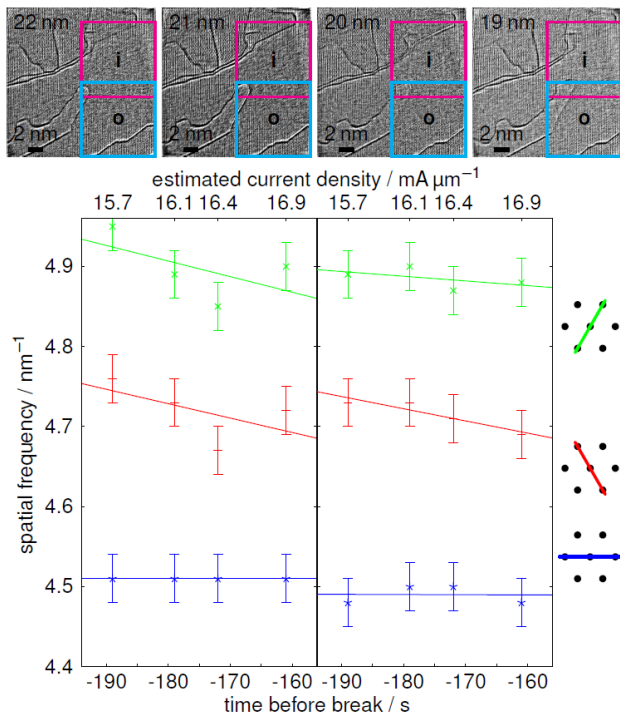 22 nm 21 nm 20 nm 19 nm
i i i i
o o o o
2 nm 2 nm 2 nm 2 nm
estimated current density / mA µm⁻¹
15.7 16.1 16.4 16.9 15.7 16.1 16.4 16.9
4.9
4.8
4.7
4.6
4.5
4.4
spatial frequency / nm⁻¹
-190 -180 -170 -160 -190 -180 -170 -160
time before break / s